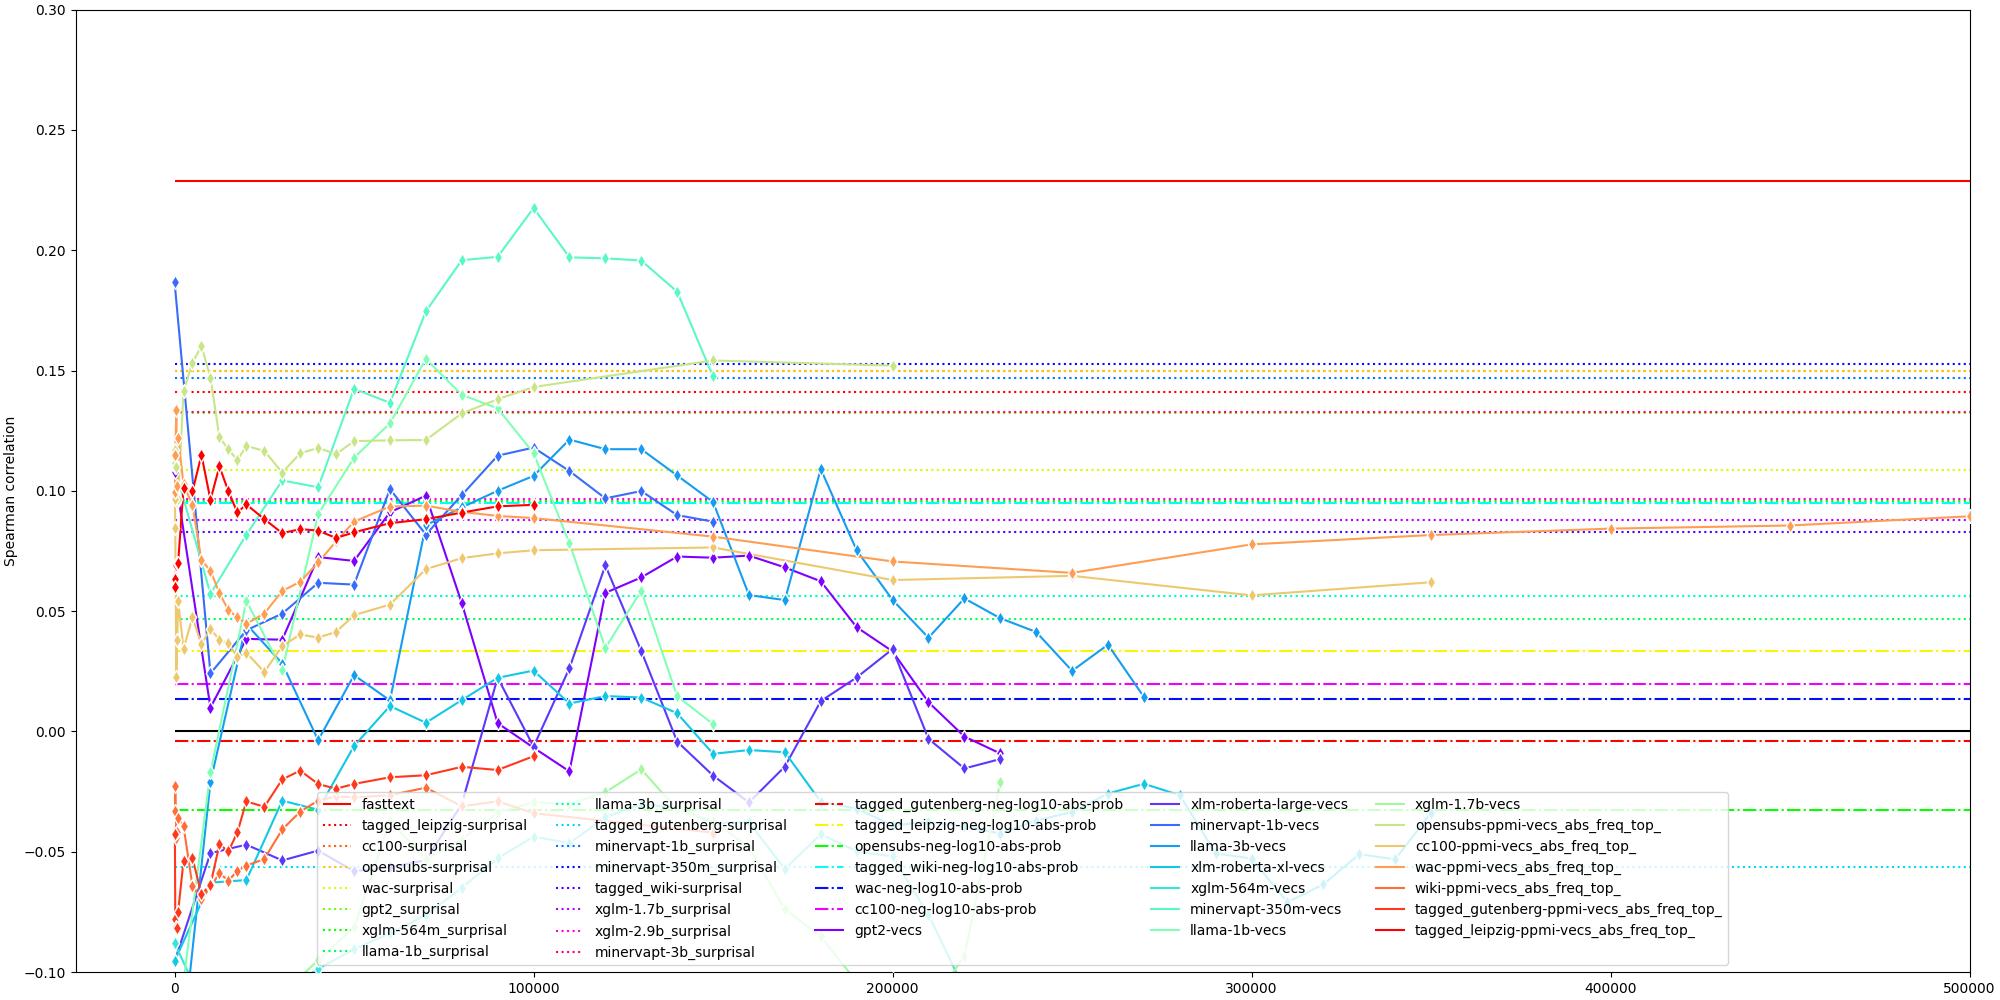 0.30
0.25
0.20
0.15
0.10
0.05
0.00
−0.05
−0.10
Spearman correlation
0
100000
200000
300000
400000
500000
fasttext
tagged_leipzig-surprisal
cc100-surprisal
opensubs-surprisal
wac-surprisal
gpt2_surprisal
xglm-564m_surprisal
llama-1b_surprisal
llama-3b_surprisal
tagged_gutenberg-surprisal
minervapt-1b_surprisal
minervapt-350m_surprisal
tagged_wiki-surprisal
xglm-1.7b_surprisal
xglm-2.9b_surprisal
minervapt-3b_surprisal
tagged_gutenberg-neg-log10-abs-prob
tagged_leipzig-neg-log10-abs-prob
opensubs-neg-log10-abs-prob
tagged_wiki-neg-log10-abs-prob
wac-neg-log10-abs-prob
cc100-neg-log10-abs-prob
gpt2-vecs
xlm-roberta-large-vecs
minervapt-1b-vecs
llama-3b-vecs
xlm-roberta-xl-vecs
xglm-564m-vecs
minervapt-350m-vecs
llama-1b-vecs
xglm-1.7b-vecs
opensubs-ppmi-vecs_abs_freq_top_
cc100-ppmi-vecs_abs_freq_top_
wac-ppmi-vecs_abs_freq_top_
wiki-ppmi-vecs_abs_freq_top_
tagged_gutenberg-ppmi-vecs_abs_freq_top_
tagged_leipzig-ppmi-vecs_abs_freq_top_